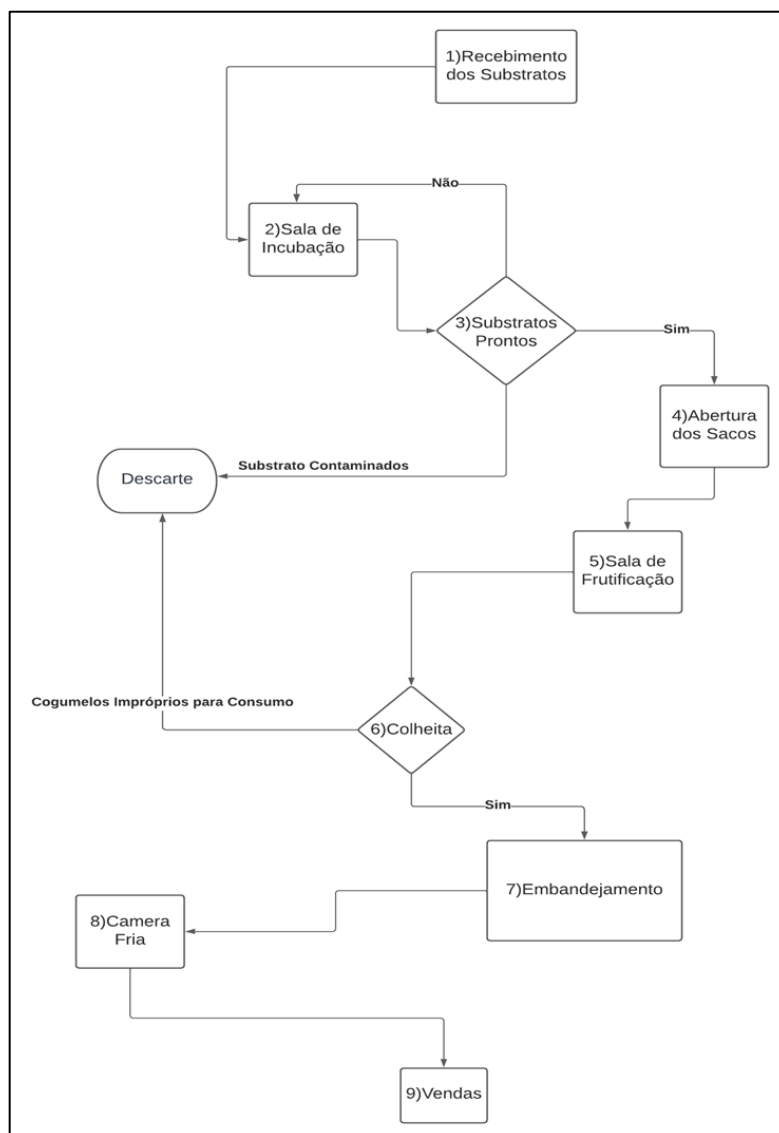 1)Recebimento
dos Substratos
Não
2)Sala de
Incubação
3)Substratos
Prontos
Sim
4)Abertura
dos Sacos
Substrato Contaminados
Descarte
5)Sala de
Frutificação
Cogumelos Impróprios para Consumo
6)Colheita
Sim
7)Embandejamento
8)Camera
Fria
9)Vendas